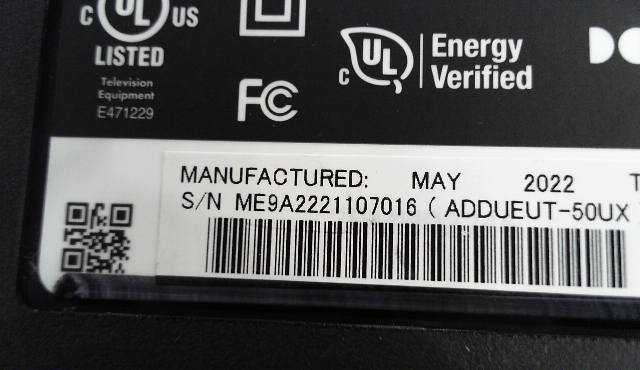 C UL US
LISTED
Television
Equipment
E471229
FC
C UL Energy
Verified
MANUFACTURED: MAY 2022 T
S/N ME9A2221107016 ( ADDUEUT-50UX